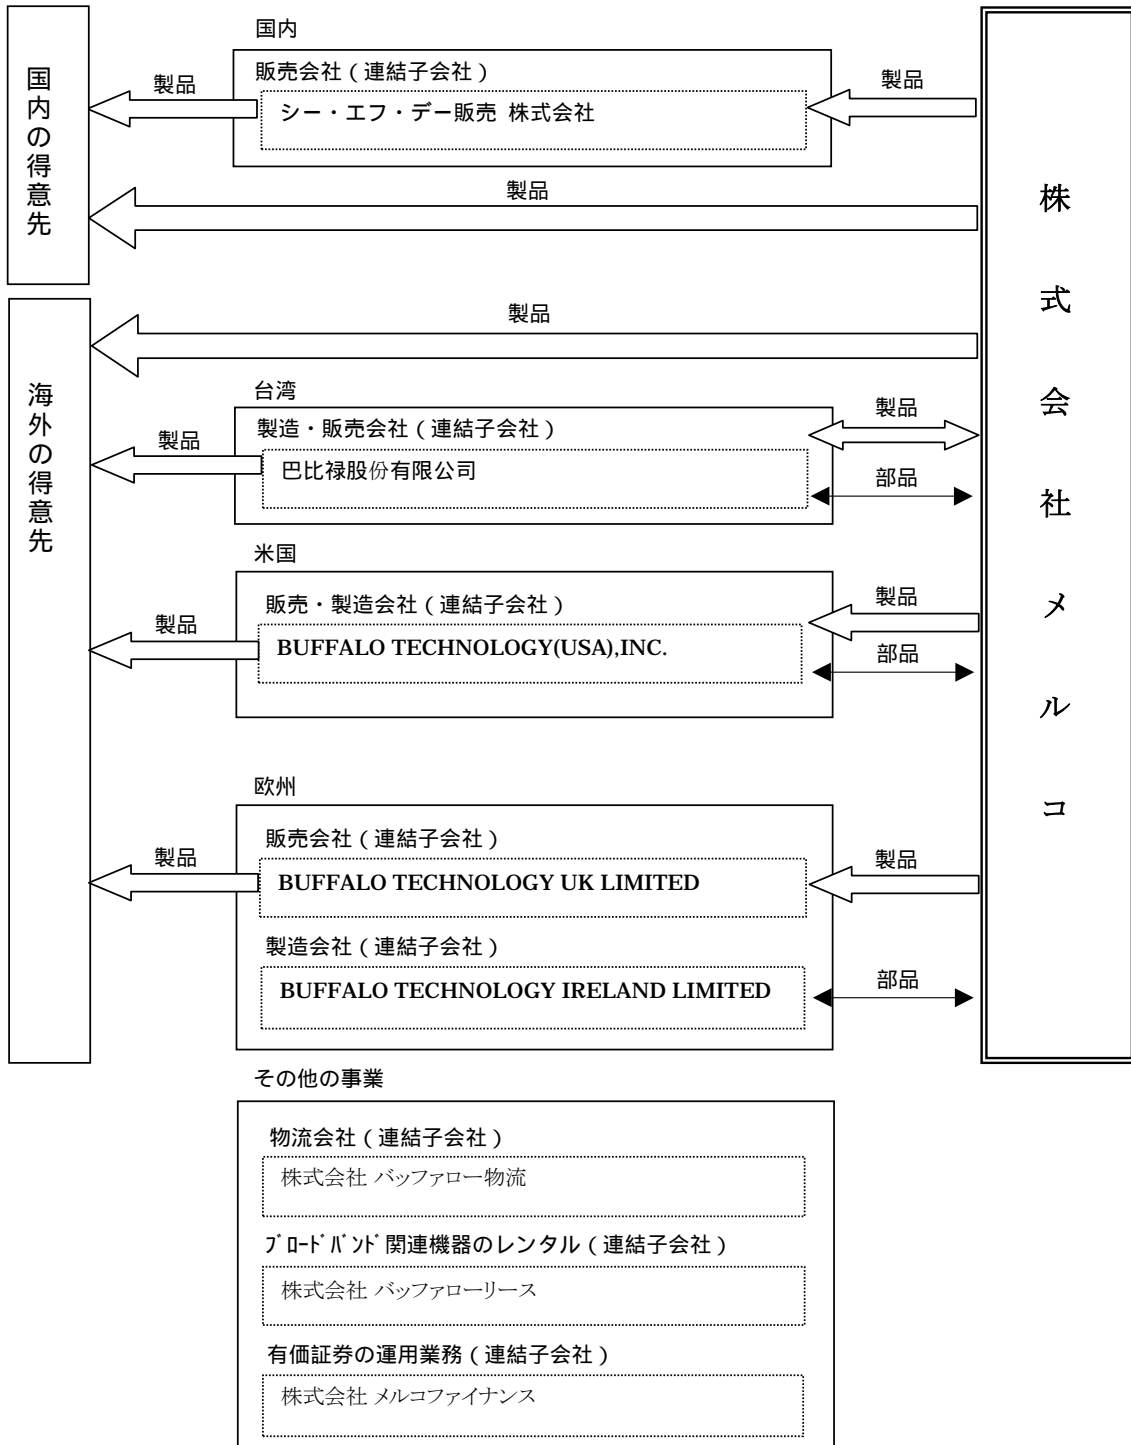 国内
国内の得意先
販売会社（連結子会社）
製品
シー・エフ・デー販売 株式会社
製品
製品
株式会社メルコ
製品
海外の得意先
台湾
製造・販売会社（連結子会社）
製品
製品
巴比禄股份有限公司
部品
米国
販売・製造会社（連結子会社）
製品
製品
BUFFALO TECHNOLOGY(USA),INC.
部品
欧州
販売会社（連結子会社）
製品
製品
BUFFALO TECHNOLOGY UK LIMITED
製造会社（連結子会社）
BUFFALO TECHNOLOGY IRELAND LIMITED
部品
その他の事業
物流会社（連結子会社）
株式会社 バッファロー物流
ﾌﾞﾛｰﾄﾞﾊﾞﾝﾄﾞ関連機器のレンタル（連結子会社）
株式会社 バッファローリース
有価証券の運用業務（連結子会社）
株式会社 メルコファイナンス